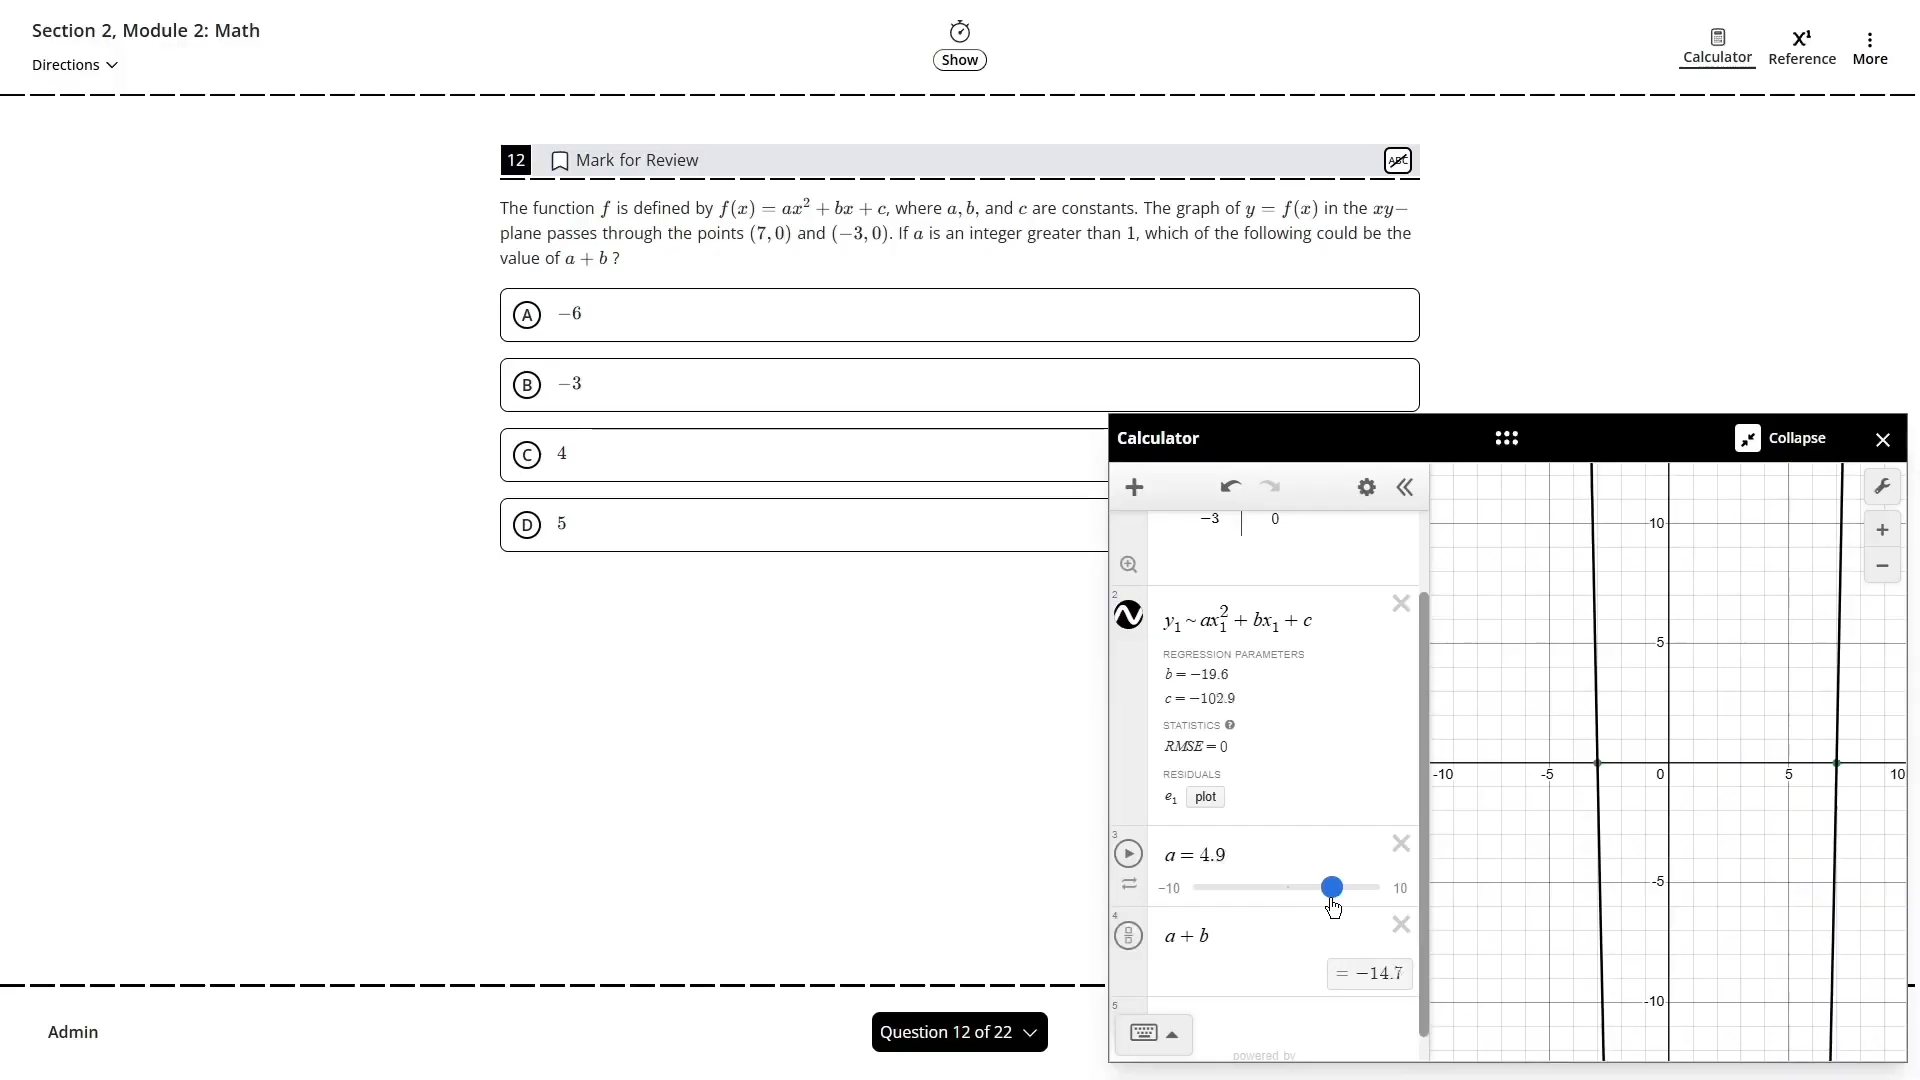 Section 2, Module 2: Math
Directions
Show
Calculator
Reference
More
12
Mark for Review
ABC
The function f is defined by f(x) = ax² + bx + c, where a, b, and c are constants. The graph of y = f(x) in the xy−
plane passes through the points (7, 0) and (−3, 0). If a is an integer greater than 1, which of the following could be the
value of a + b ?
A −6
B −3
C 4
D 5
Calculator
Collapse
−3 0
2
y₁ ~ ax₁² + bx₁ + c
REGRESSION PARAMETERS
b = −19.6
c = −102.9
STATISTICS
RMSE = 0
RESIDUALS
e₁ plot
3
a = 4.9
−10 10
4
a + b
= −14.7
5
powered by
10
5
-10 -5 0 5 10
-5
-10
Admin
Question 12 of 22